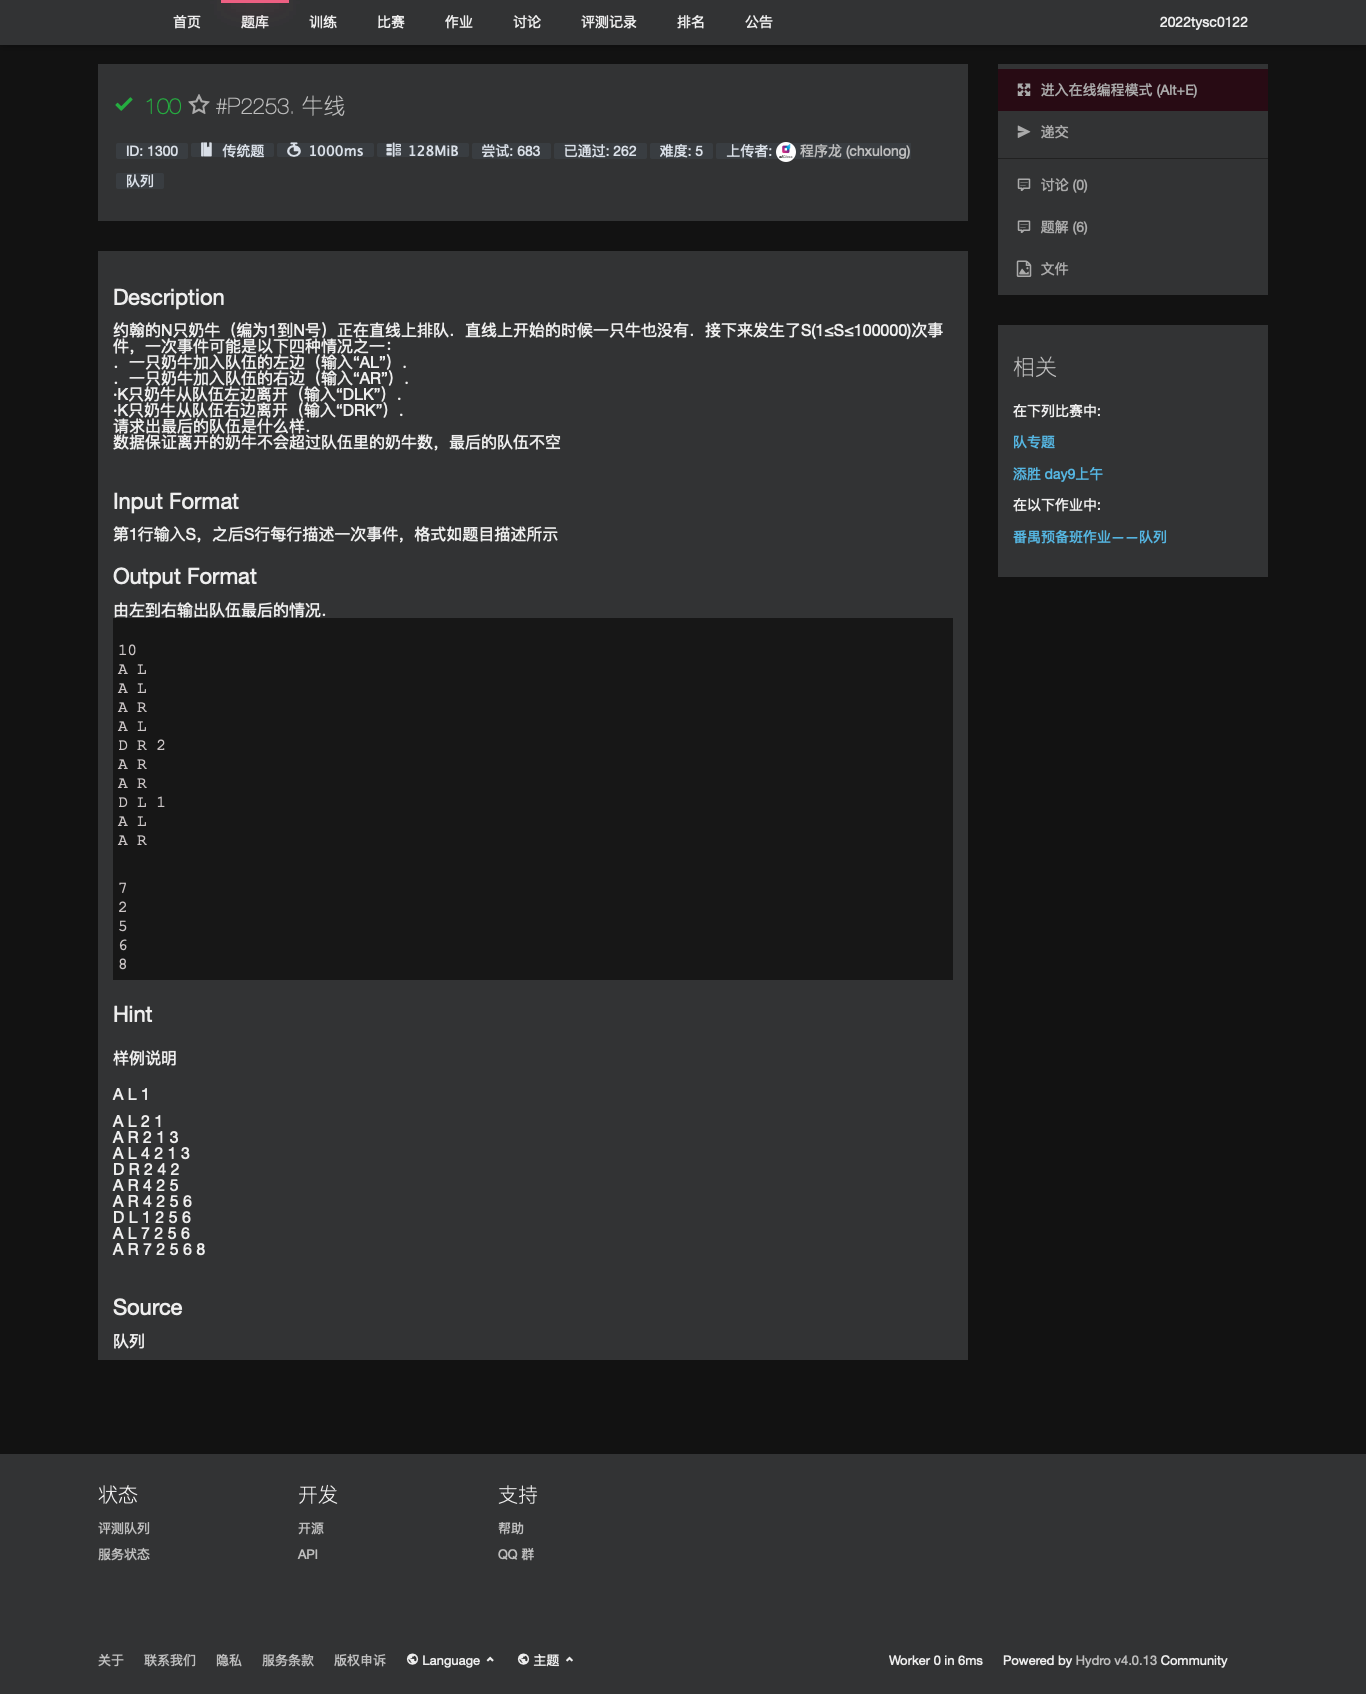 首页 题库 训练 比赛 作业 讨论 评测记录 排名 公告 2022tysc0122
100 #P2253. 牛线
ID: 1300 传统题 1000ms 128MiB 尝试: 683 已通过: 262 难度: 5 上传者: 程序龙 (chxulong)
队列
Description
约翰的N只奶牛（编为1到N号）正在直线上排队．直线上开始的时候一只牛也没有．接下来发生了S(1≤S≤100000)次事
件，一次事件可能是以下四种情况之一：
．一只奶牛加入队伍的左边（输入“AL”）．
．一只奶牛加入队伍的右边（输入“AR”）．
·K只奶牛从队伍左边离开（输入“DLK”）．
·K只奶牛从队伍右边离开（输入“DRK”）．
请求出最后的队伍是什么样．
数据保证离开的奶牛不会超过队伍里的奶牛数，最后的队伍不空
Input Format
第1行输入S，之后S行每行描述一次事件，格式如题目描述所示
Output Format
由左到右输出队伍最后的情况．
10
A L
A L
A R
A L
D R 2
A R
A R
D L 1
A L
A R
7
2
5
6
8
Hint
样例说明
A L 1
A L 2 1
A R 2 1 3
A L 4 2 1 3
D R 2 4 2
A R 4 2 5
A R 4 2 5 6
D L 1 2 5 6
A L 7 2 5 6
A R 7 2 5 6 8
Source
队列
进入在线编程模式 (Alt+E)
递交
讨论 (0)
题解 (6)
文件
相关
在下列比赛中:
队专题
添胜 day9上午
在以下作业中:
番禺预备班作业——队列
状态 开发 支持
评测队列 开源 帮助
服务状态 API QQ 群
关于 联系我们 隐私 服务条款 版权申诉 Language 主题 Worker 0 in 6ms Powered by Hydro v4.0.13 Community